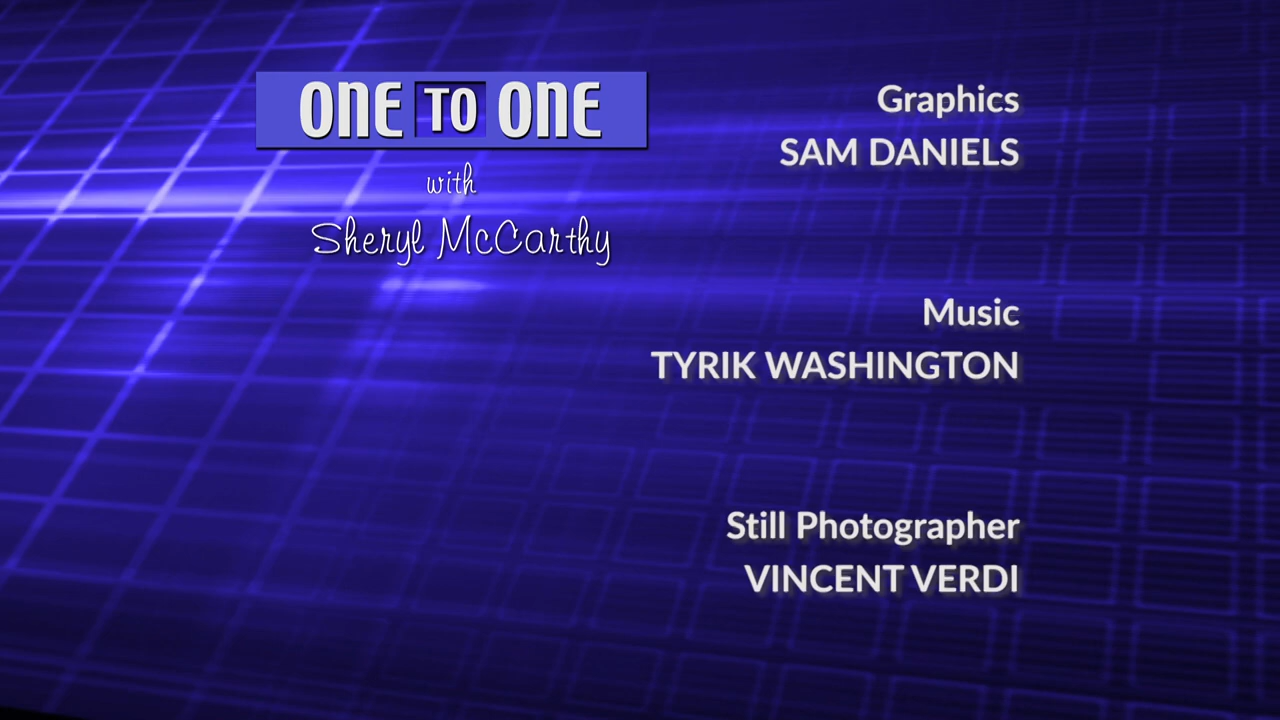 ONE TO ONE
with
Sheryl McCarthy
Graphics
SAM DANIELS
Music
TYRIK WASHINGTON
Still Photographer
VINCENT VERDI